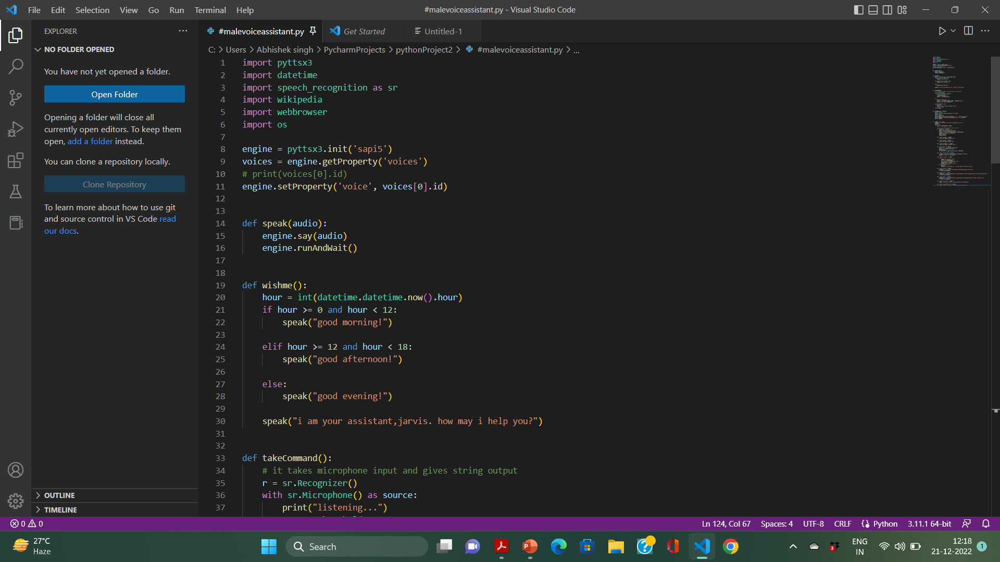 File Edit Selection View Go Run Terminal Help
#malevoiceassistant.py - Visual Studio Code
EXPLORER
NO FOLDER OPENED
You have not yet opened a folder.
Open Folder
Opening a folder will close all
currently open editors. To keep them
open, add a folder instead.
You can clone a repository locally.
Clone Repository
To learn more about how to use git
and source control in VS Code read
our docs.
OUTLINE
TIMELINE
#malevoiceassistant.py Get Started Untitled-1
C: > Users > Abhishek singh > PycharmProjects > pythonProject2 > #malevoiceassistant.py > ...
1 import pyttsx3
2 import datetime
3 import speech_recognition as sr
4 import wikipedia
5 import webbrowser
6 import os
7
8 engine = pyttsx3.init('sapi5')
9 voices = engine.getProperty('voices')
10 # print(voices[0].id)
11 engine.setProperty('voice', voices[0].id)
12
13
14 def speak(audio):
15 engine.say(audio)
16 engine.runAndWait()
17
18
19 def wishme():
20 hour = int(datetime.datetime.now().hour)
21 if hour >= 0 and hour < 12:
22 speak("good morning!")
23
24 elif hour >= 12 and hour < 18:
25 speak("good afternoon!")
26
27 else:
28 speak("good evening!")
29
30 speak("i am your assistant,jarvis. how may i help you?")
31
32
33 def takeCommand():
34 # it takes microphone input and gives string output
35 r = sr.Recognizer()
36 with sr.Microphone() as source:
37 print("listening...")
0 0
Ln 124, Col 67 Spaces: 4 UTF-8 CRLF Python 3.11.1 64-bit
27°C
Haze
Search
3
ENG
IN
12:18
21-12-2022
1